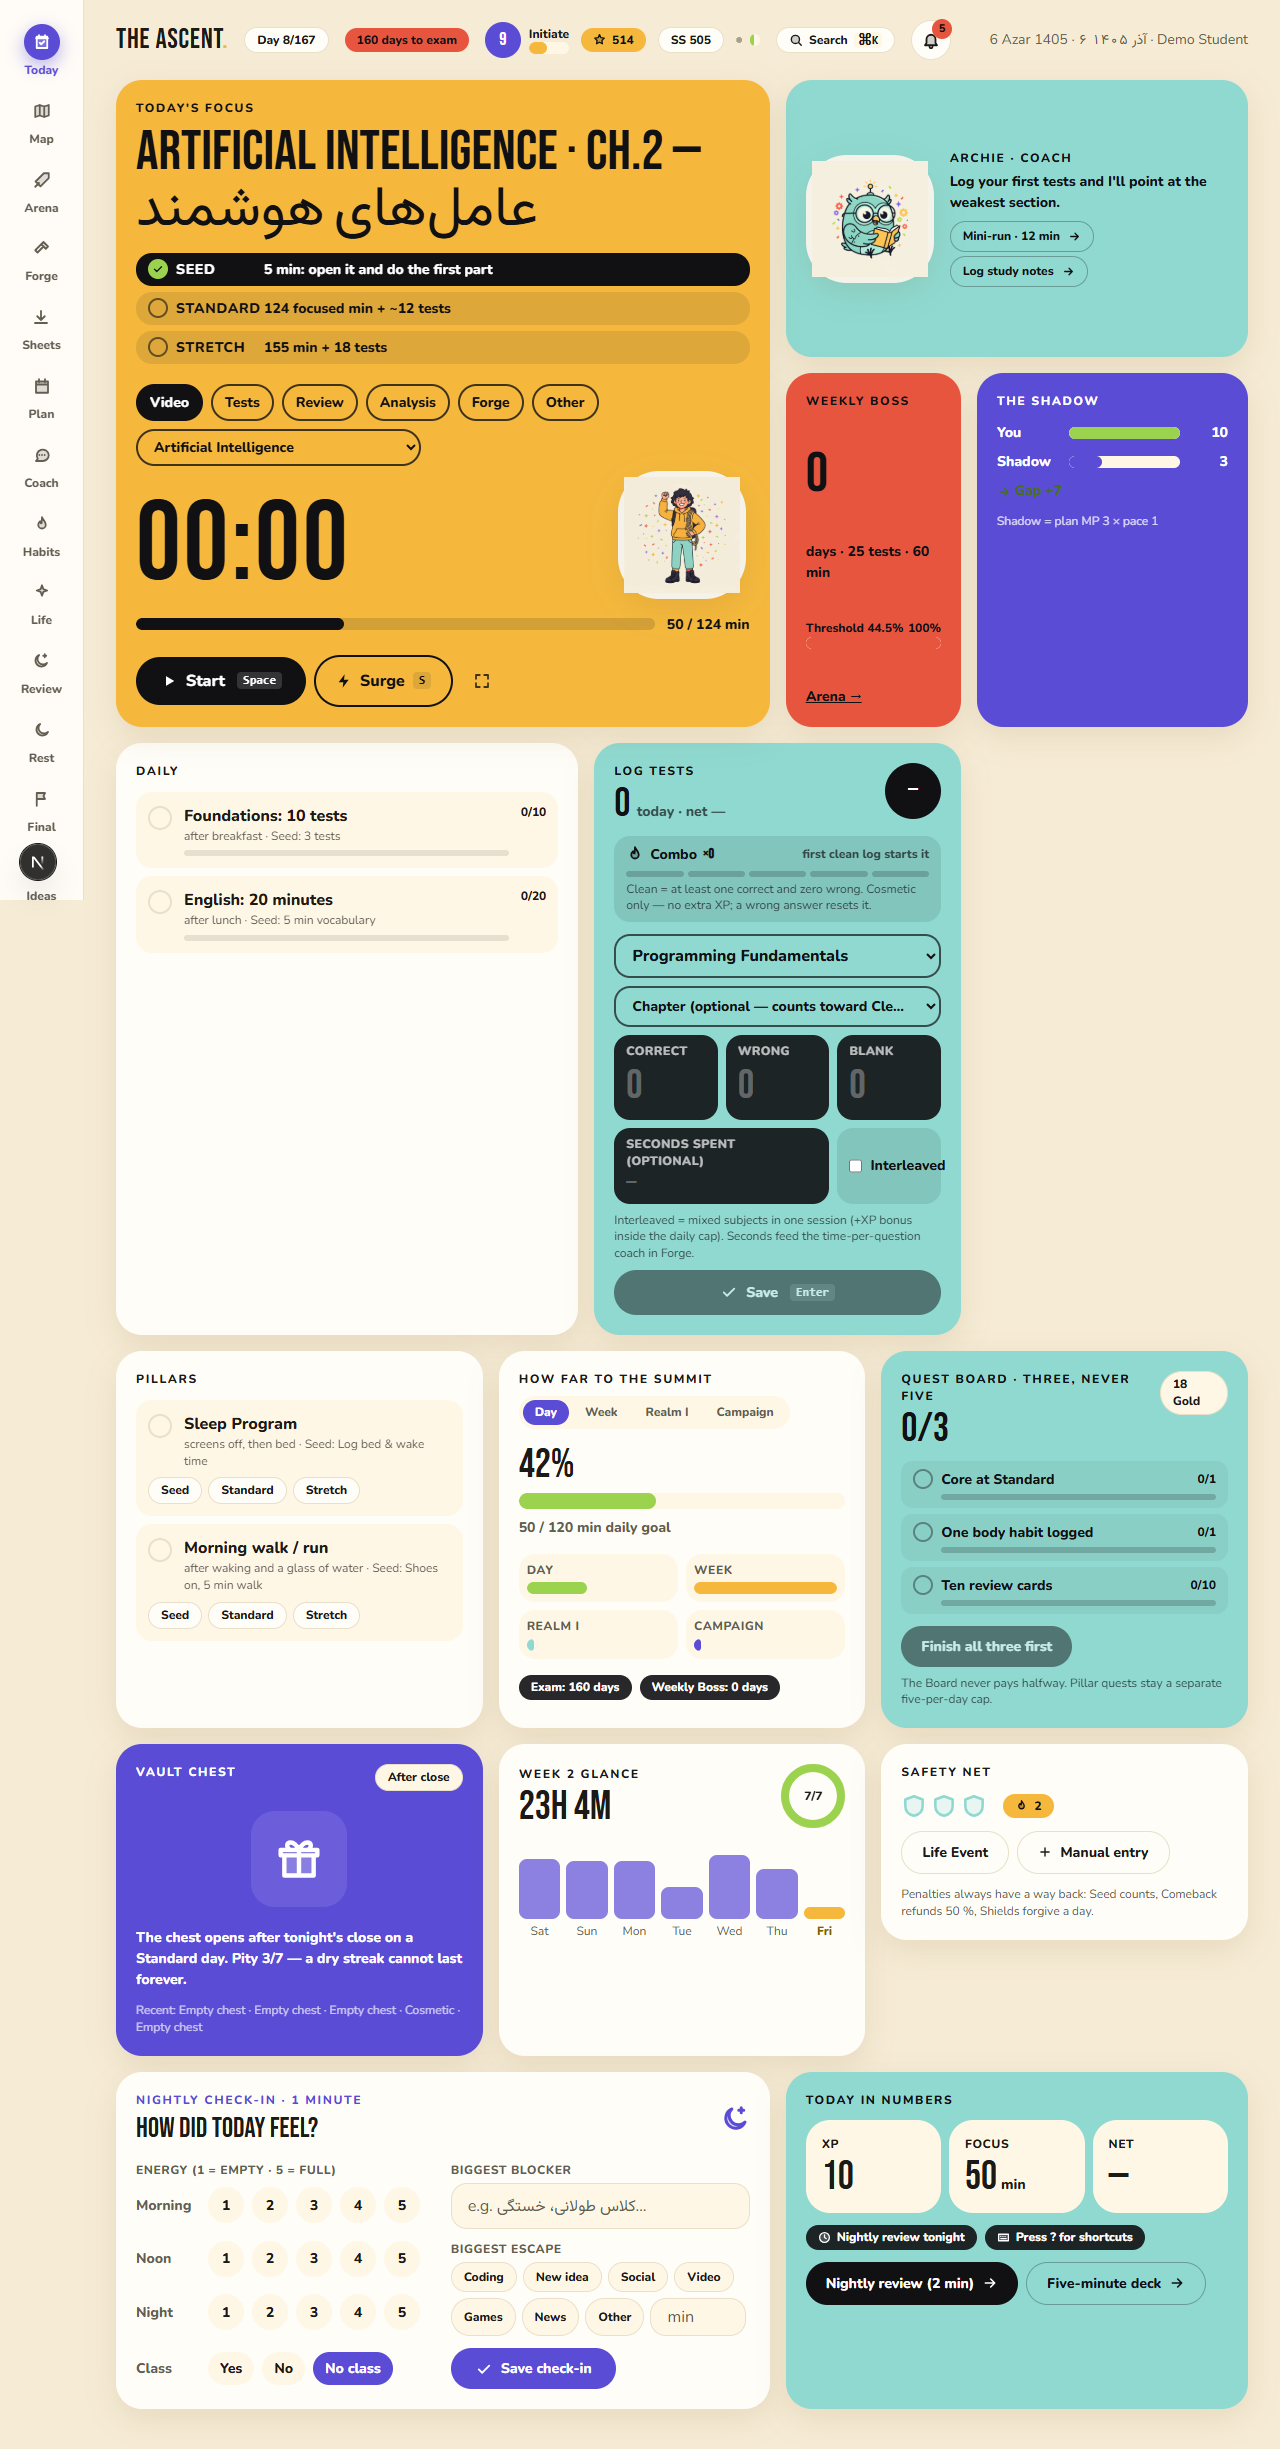 THE ASCENT.
Day 8/167
160 days to exam
9
Initiate
514
SS 505
Search ⌘K
5
6 Azar 1405 · ۶ آذر ۱۴۰۵ · Demo Student
Today
Map
Arena
Forge
Sheets
Plan
Coach
Habits
Life
Review
Rest
Final
N
Ideas
TODAY'S FOCUS
ARTIFICIAL INTELLIGENCE · CH.2 —
عامل‌های هوشمند
SEED 5 min: open it and do the first part
STANDARD 124 focused min + ~12 tests
STRETCH 155 min + 18 tests
Video
Tests
Review
Analysis
Forge
Other
Artificial Intelligence
00:00
50 / 124 min
Start Space
Surge S
ARCHIE · COACH
Log your first tests and I'll point at the
weakest section.
Mini-run · 12 min →
Log study notes →
WEEKLY BOSS
0
days · 25 tests · 60
min
Threshold 44.5% 100%
Arena →
THE SHADOW
You 10
Shadow 3
→ Gap +7
Shadow = plan MP 3 × pace 1
DAILY
Foundations: 10 tests 0/10
after breakfast · Seed: 3 tests
English: 20 minutes 0/20
after lunch · Seed: 5 min vocabulary
LOG TESTS
0 today · net —
—
Combo ×0 first clean log starts it
Clean = at least one correct and zero wrong. Cosmetic
only — no extra XP; a wrong answer resets it.
Programming Fundamentals
Chapter (optional — counts toward Cle...
CORRECT
0
WRONG
0
BLANK
0
SECONDS SPENT
(OPTIONAL)
—
Interleaved
Interleaved = mixed subjects in one session (+XP bonus
inside the daily cap). Seconds feed the time-per-question
coach in Forge.
Save Enter
PILLARS
Sleep Program
screens off, then bed · Seed: Log bed & wake
time
Seed
Standard
Stretch
Morning walk / run
after waking and a glass of water · Seed: Shoes
on, 5 min walk
Seed
Standard
Stretch
HOW FAR TO THE SUMMIT
Day
Week
Realm I
Campaign
42%
50 / 120 min daily goal
DAY
WEEK
REALM I
CAMPAIGN
Exam: 160 days
Weekly Boss: 0 days
QUEST BOARD · THREE, NEVER
FIVE
18
Gold
0/3
Core at Standard 0/1
One body habit logged 0/1
Ten review cards 0/10
Finish all three first
The Board never pays halfway. Pillar quests stay a separate
five-per-day cap.
VAULT CHEST
After close
The chest opens after tonight's close on a
Standard day. Pity 3/7 — a dry streak cannot last
forever.
Recent: Empty chest · Empty chest · Empty chest · Cosmetic ·
Empty chest
WEEK 2 GLANCE
23H 4M
7/7
Sat Sun Mon Tue Wed Thu Fri
SAFETY NET
2
Life Event
+ Manual entry
Penalties always have a way back: Seed counts, Comeback
refunds 50 %, Shields forgive a day.
NIGHTLY CHECK-IN · 1 MINUTE
HOW DID TODAY FEEL?
ENERGY (1 = EMPTY · 5 = FULL)
Morning 1 2 3 4 5
Noon 1 2 3 4 5
Night 1 2 3 4 5
Class Yes No No class
BIGGEST BLOCKER
e.g. کلاس طولانی، خستگی...
BIGGEST ESCAPE
Coding
New idea
Social
Video
Games
News
Other
min
Save check-in
TODAY IN NUMBERS
XP
10
FOCUS
50 min
NET
—
Nightly review tonight
Press ? for shortcuts
Nightly review (2 min) →
Five-minute deck →